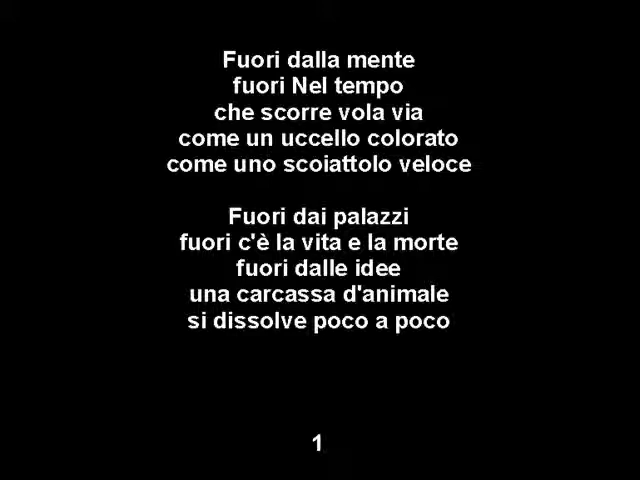 Fuori dalla mente
fuori Nel tempo
che scorre vola via
come un uccello colorato
come uno scoiattolo veloce
Fuori dai palazzi
fuori c'è la vita e la morte
fuori dalle idee
una carcassa d'animale
si dissolve poco a poco
1